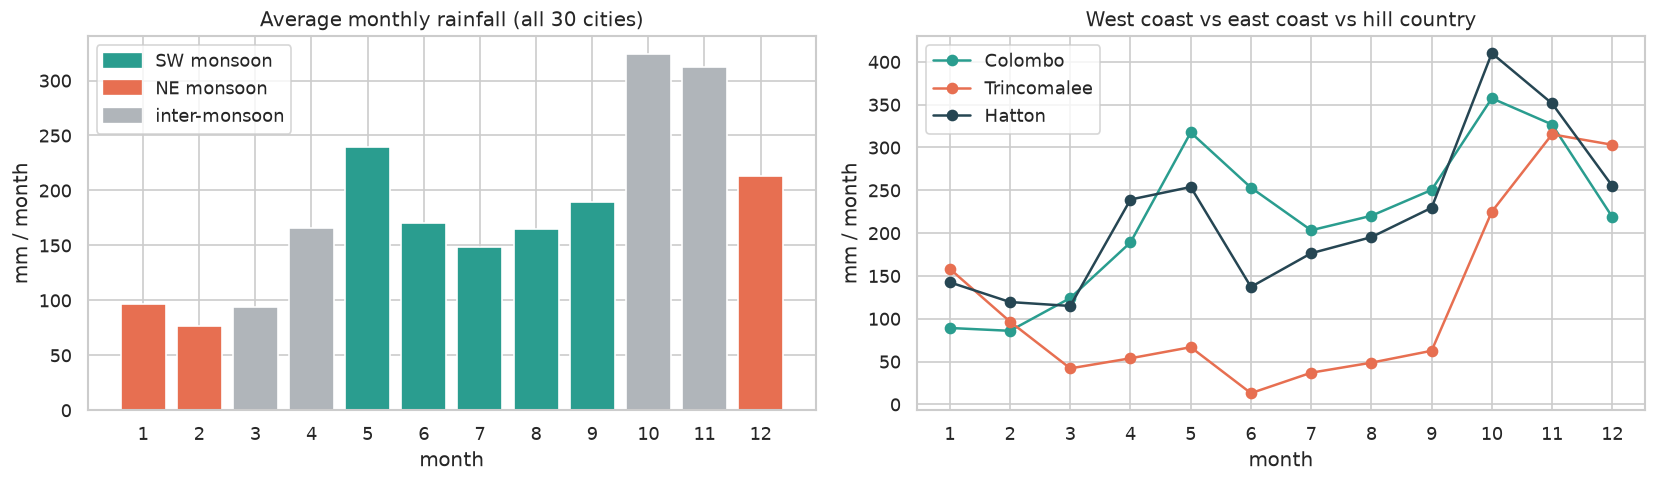 Average monthly rainfall (all 30 cities)
SW monsoon
NE monsoon
inter-monsoon
mm / month
300
250
200
150
100
50
0
1 2 3 4 5 6 7 8 9 10 11 12
month
West coast vs east coast vs hill country
Colombo
Trincomalee
Hatton
mm / month
400
350
300
250
200
150
100
50
0
1 2 3 4 5 6 7 8 9 10 11 12
month